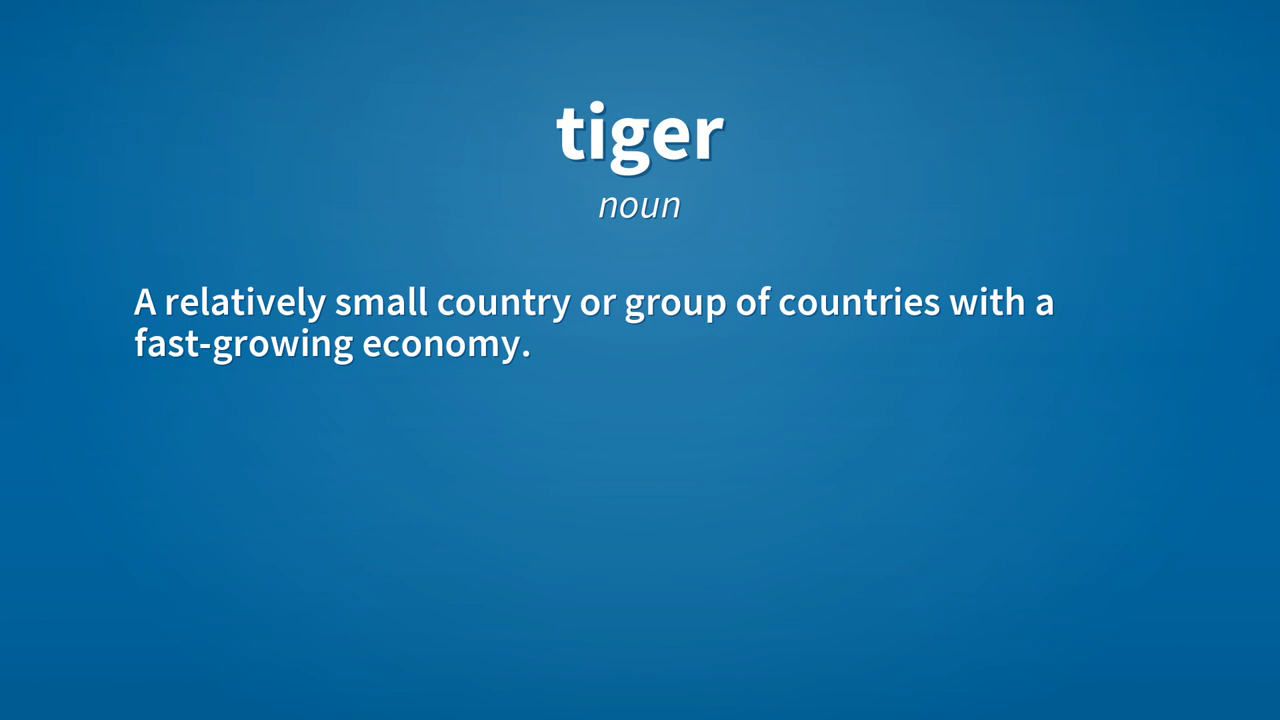 tiger
noun
A relatively small country or group of countries with a
fast-growing economy.